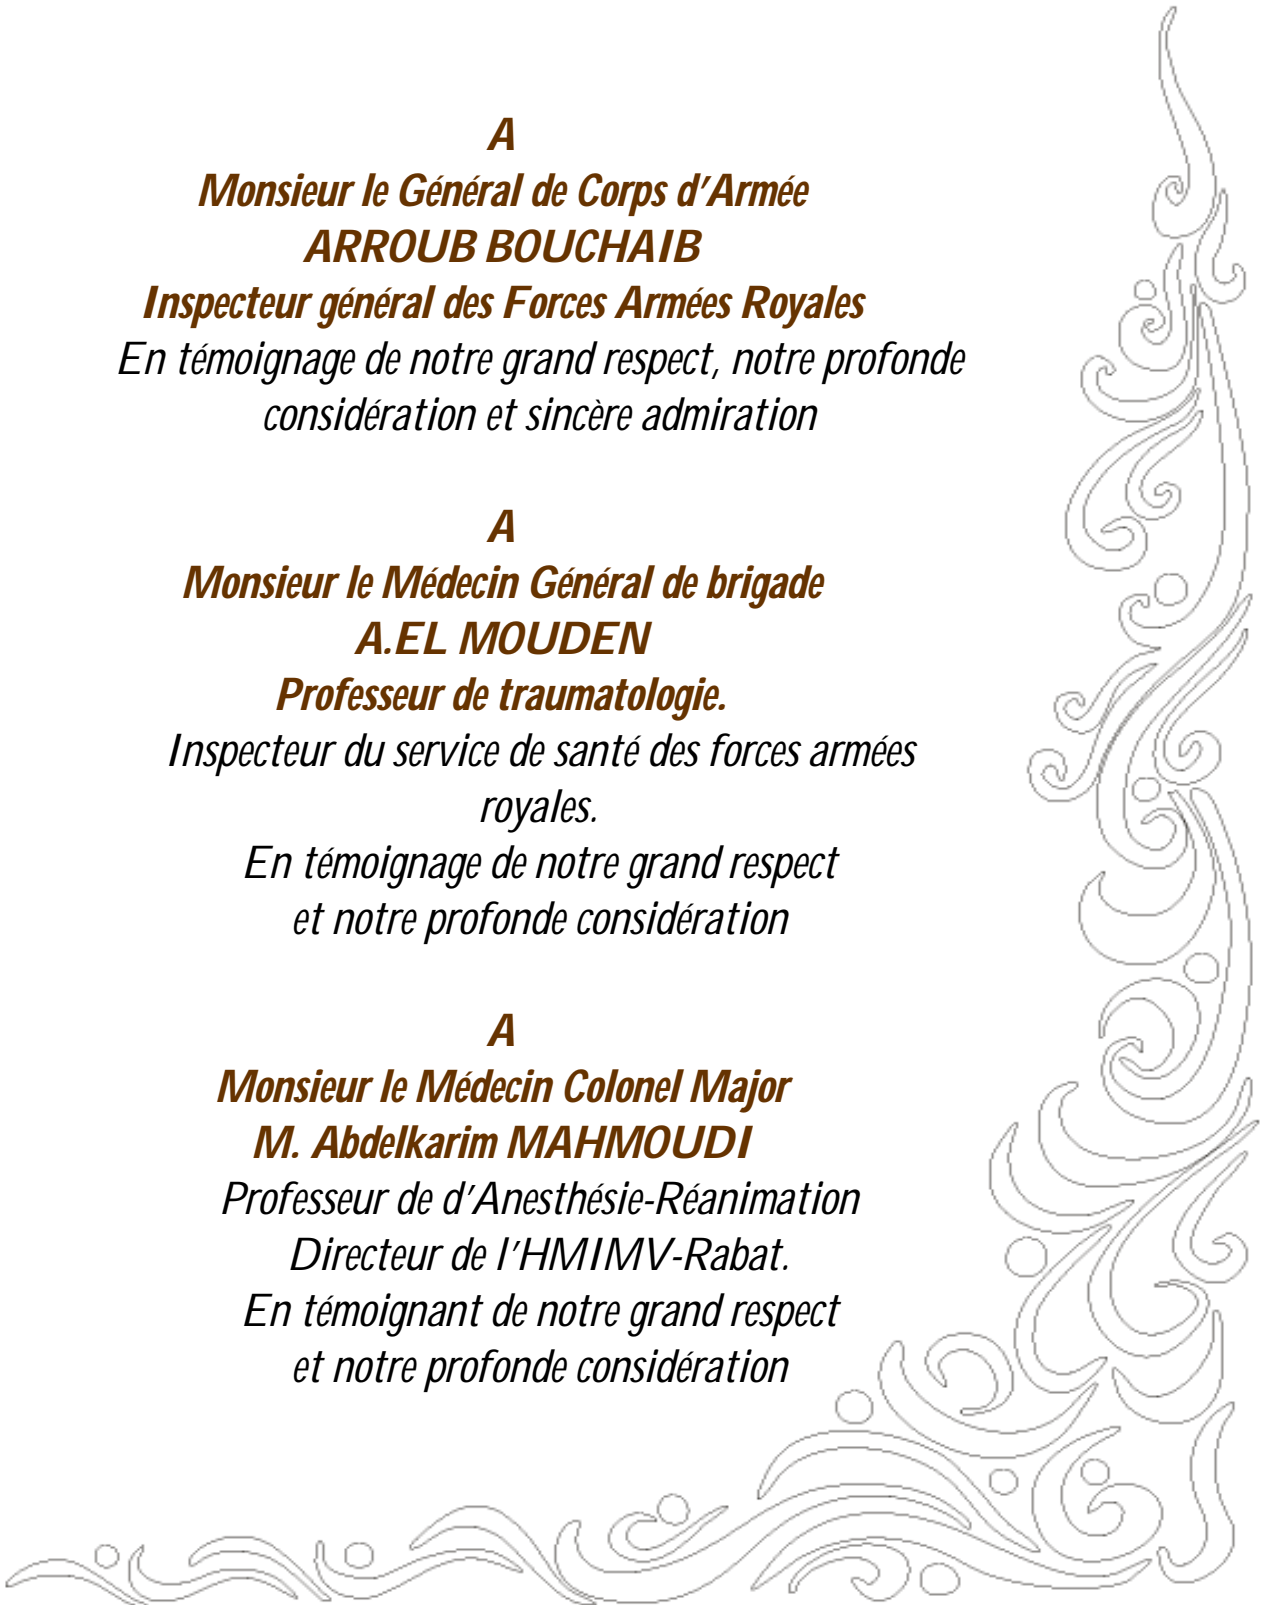 A
Monsieur le Général de Corps d’Armée
ARROUB BOUCHAIB
Inspecteur général des Forces Armées Royales
En témoignage de notre grand respect, notre profonde
considération et sincère admiration
A
Monsieur le Médecin Général de brigade
A.EL MOUDEN
Professeur de traumatologie.
Inspecteur du service de santé des forces armées
royales.
En témoignage de notre grand respect
et notre profonde considération
A
Monsieur le Médecin Colonel Major
M. Abdelkarim MAHMOUDI
Professeur de d’Anesthésie-Réanimation
Directeur de l’HMIMV-Rabat.
En témoignant de notre grand respect
et notre profonde considération